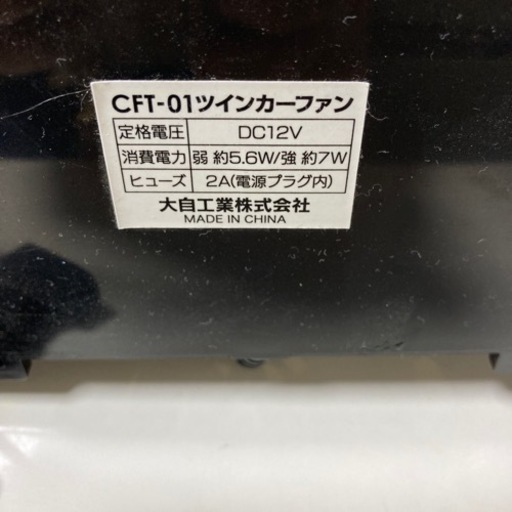 CFT-01ツインカーファン
定格電圧 DC12V
消費電力 弱 約5.6W/強 約7W
ヒューズ 2A(電源プラグ内)
大自工業株式会社
MADE IN CHINA